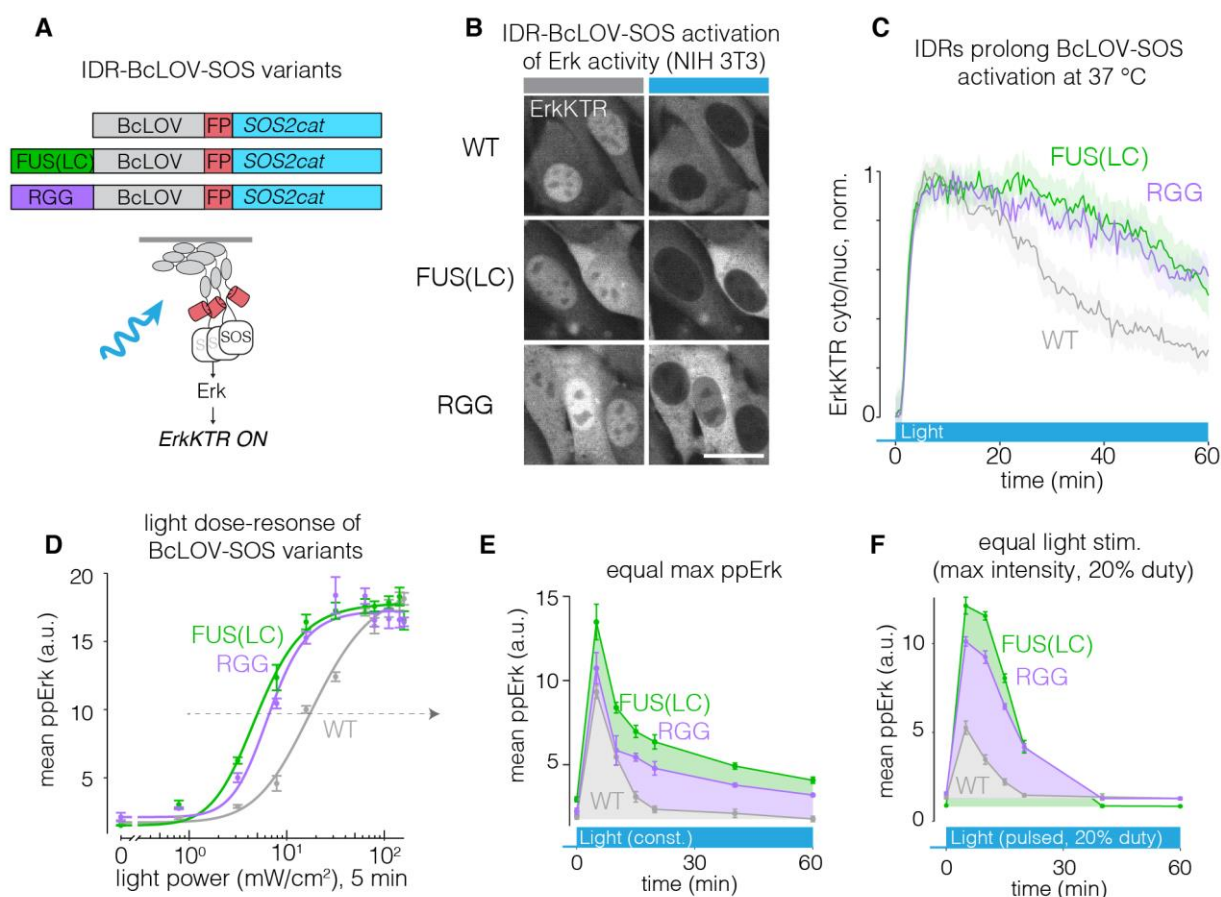 A
IDR-BcLOV-SOS variants
BcLOV FP SOS2cat
FUS(LC) BcLOV FP SOS2cat
RGG BcLOV FP SOS2cat
SOS
Erk
ErkKTR ON
B
IDR-BcLOV-SOS activation
of Erk activity (NIH 3T3)
ErkKTR
WT
FUS(LC)
RGG
C
IDRs prolong BcLOV-SOS
activation at 37 °C
ErkKTR cyto/nuc, norm.
1
0
FUS(LC)
RGG
WT
Light
0 20 40 60
time (min)
D
light dose-resonse of
BcLOV-SOS variants
mean ppErk (a.u.)
20
15
10
5
FUS(LC)
RGG
WT
0 10⁰ 10¹ 10²
light power (mW/cm²), 5 min
E
equal max ppErk
mean ppErk (a.u.)
15
10
5
FUS(LC)
RGG
WT
Light (const.)
0 30 60
time (min)
F
equal light stim.
(max intensity, 20% duty)
mean ppErk (a.u.)
10
5
0
FUS(LC)
RGG
WT
Light (pulsed, 20% duty)
0 30 60
time (min)